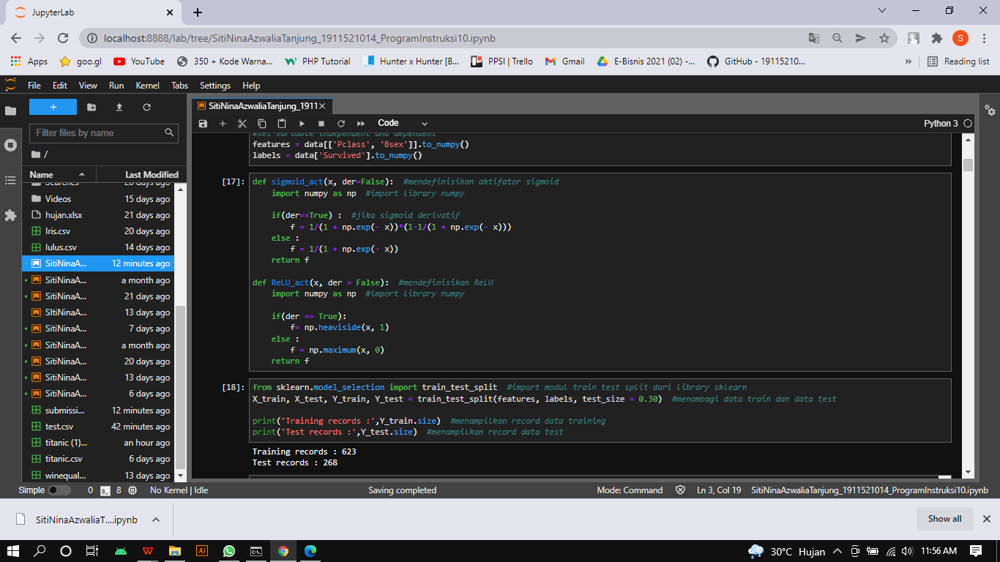 JupyterLab
localhost:8888/lab/tree/SitiNinaAzwaliaTanjung_1911521014_ProgramInstruksi10.ipynb
S
Apps goo.gl YouTube 350 + Kode Warna... PHP Tutorial Hunter x Hunter [B... PPSI | Trello Gmail E-Bisnis 2021 (02) -... GitHub - 19115210... » Reading list
File Edit View Run Kernel Tabs Settings Help
SitiNinaAzwaliaTanjung_1911
Code
Python 3
Filter files by name
/
Name Last Modified
Searches 20 days ago
Videos 15 days ago
hujan.xlsx 21 days ago
Iris.csv 20 days ago
lulus.csv 14 days ago
SitiNinaA... 12 minutes ago
SitiNinaA... a month ago
SitiNinaA... 21 days ago
SItiNinaA... 13 days ago
SitiNinaA... 7 days ago
SitiNinaA... a month ago
SitiNinaA... 20 days ago
SitiNinaA... 13 days ago
SitiNinaA... 6 days ago
submissi... 12 minutes ago
test.csv 42 minutes ago
titanic (1)... an hour ago
titanic.csv 6 days ago
winequal... 13 days ago
#set variable independent and dependent
features = data[['Pclass', 'Bsex']].to_numpy()
labels = data['Survived'].to_numpy()
[17]:
def sigmoid_act(x, der=False): #mendefinisikan aktifator sigmoid
import numpy as np #import library numpy
if(der==True) : #jika sigmoid derivatif
f = 1/(1 + np.exp(- x))*(1-1/(1 + np.exp(- x)))
else :
f = 1/(1 + np.exp(- x))
return f
def ReLU_act(x, der = False): #mendefinisikan ReLU
import numpy as np #import library numpy
if(der == True):
f= np.heaviside(x, 1)
else :
f = np.maximum(x, 0)
return f
[18]:
from sklearn.model_selection import train_test_split #import modul train test split dari library sklearn
X_train, X_test, Y_train, Y_test = train_test_split(features, labels, test_size = 0.30) #menambagi data train dan data test
print('Training records :',Y_train.size) #menampilkan record data training
print('Test records :',Y_test.size) #menampilkan record data test
Training records : 623
Test records : 268
Simple 0 8 No Kernel | Idle Saving completed Mode: Command Ln 3, Col 19 SitiNinaAzwaliaTanjung_1911521014_ProgramInstruksi10.ipynb
SitiNinaAzwaliaT....ipynb
Show all
30°C Hujan 11:56 AM